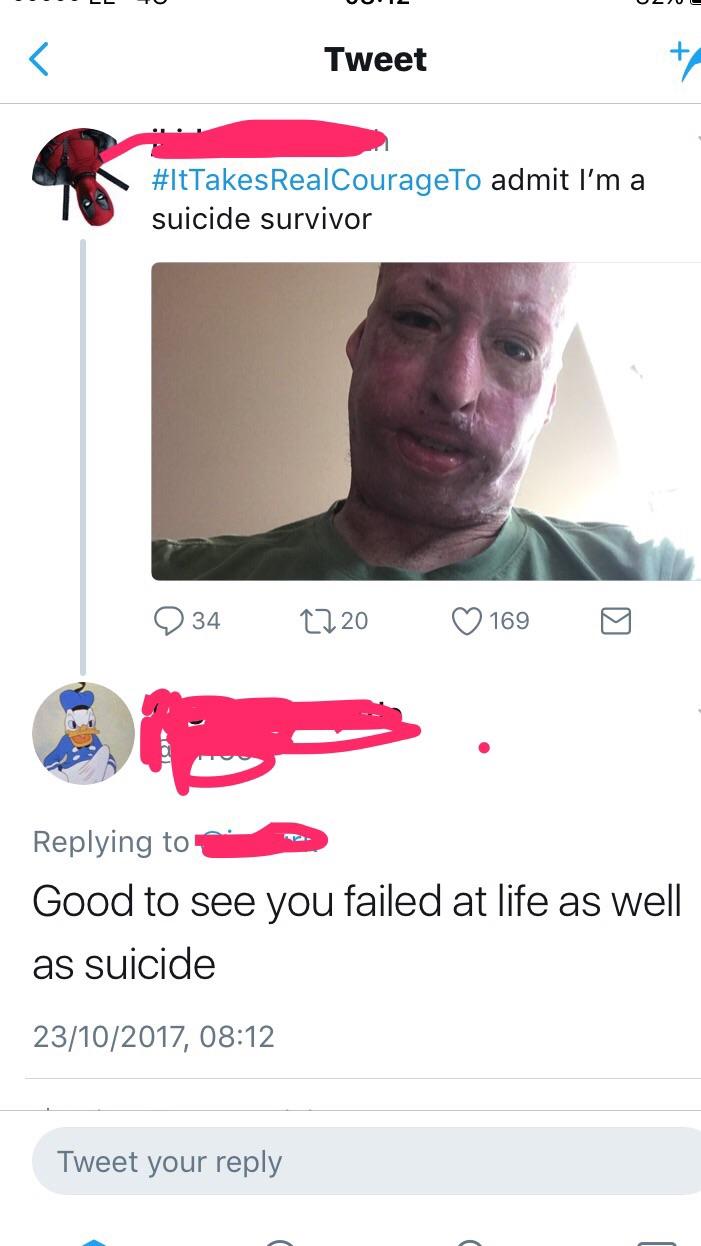 Tweet
#ItTakesRealCourageTo admit I'm a
suicide survivor
34
20
169
Replying to
Good to see you failed at life as well
as suicide
23/10/2017, 08:12
Tweet your reply